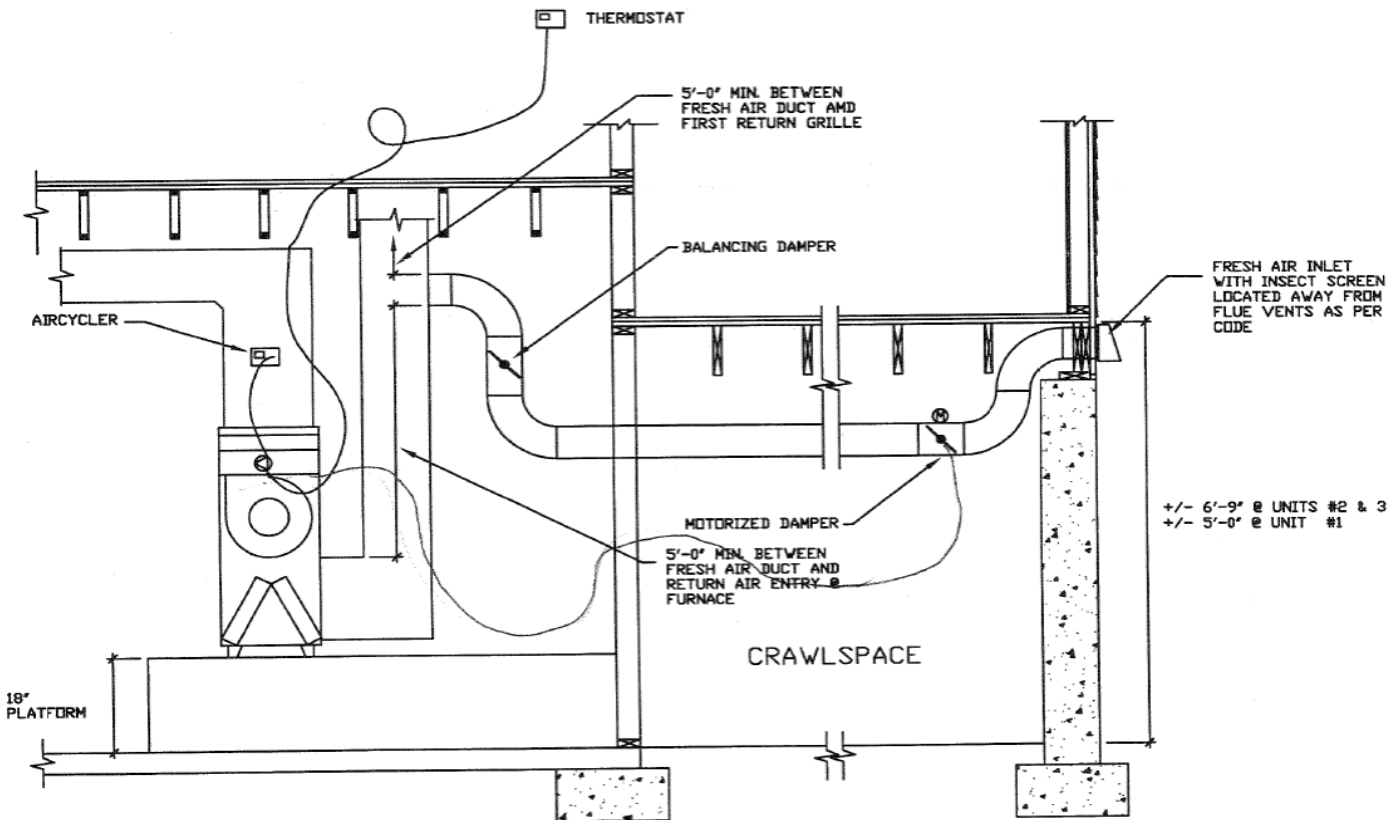 THERMOSTAT
5'-0" MIN. BETWEEN
FRESH AIR DUCT AMD
FIRST RETURN GRILLE
BALANCING DAMPER
FRESH AIR INLET
WITH INSECT SCREEN
LOCATED AWAY FROM
FLUE VENTS AS PER
CODE
AIRCYCLER
M
MOTORIZED DAMPER
+/- 6'-9" @ UNITS #2 & 3
+/- 5'-0" @ UNIT #1
5'-0" MIN. BETWEEN
FRESH AIR DUCT AND
RETURN AIR ENTRY @
FURNACE
CRAWLSPACE
18"
PLATFORM